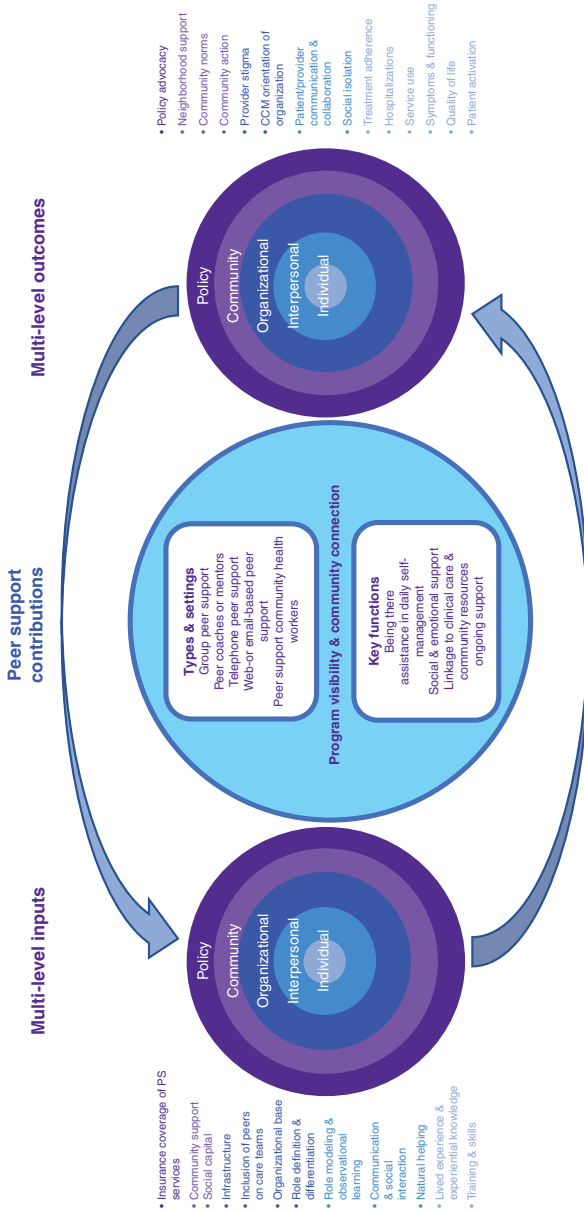 Multi-level inputs
Peer support
contributions
Multi-level outcomes
• Insurance coverage of PS
services
• Community support
• Social capital
• Infrastructure
• Inclusion of peers
on care teams
• Organizational base
• Role definition &
differentiation
• Role modeling &
observational
learning
• Communication
& social
interaction
• Natural helping
• Lived experience &
experiential knowledge
• Training & skills
Policy
Community
Organizational
Interpersonal
Individual
Types & settings
Group peer support
Peer coaches or mentors
Telephone peer support
Web-or email-based peer
support
Peer support community health
workers
Program visibility & community connection
Key functions
Being there
assistance in daily self-
management
Social & emotional support
Linkage to clinical care &
community resources
ongoing support
Policy
Community
Organizational
Interpersonal
Individual
• Policy advocacy
• Neighborhood support
• Community norms
• Community action
• Provider stigma
• CCM orientation of
organization
• Patient/provider
communication &
collaboration
• Social isolation
• Treatment adherence
• Hospitalizations
• Service use
• Symptoms & functioning
• Quality of life
• Patient activation